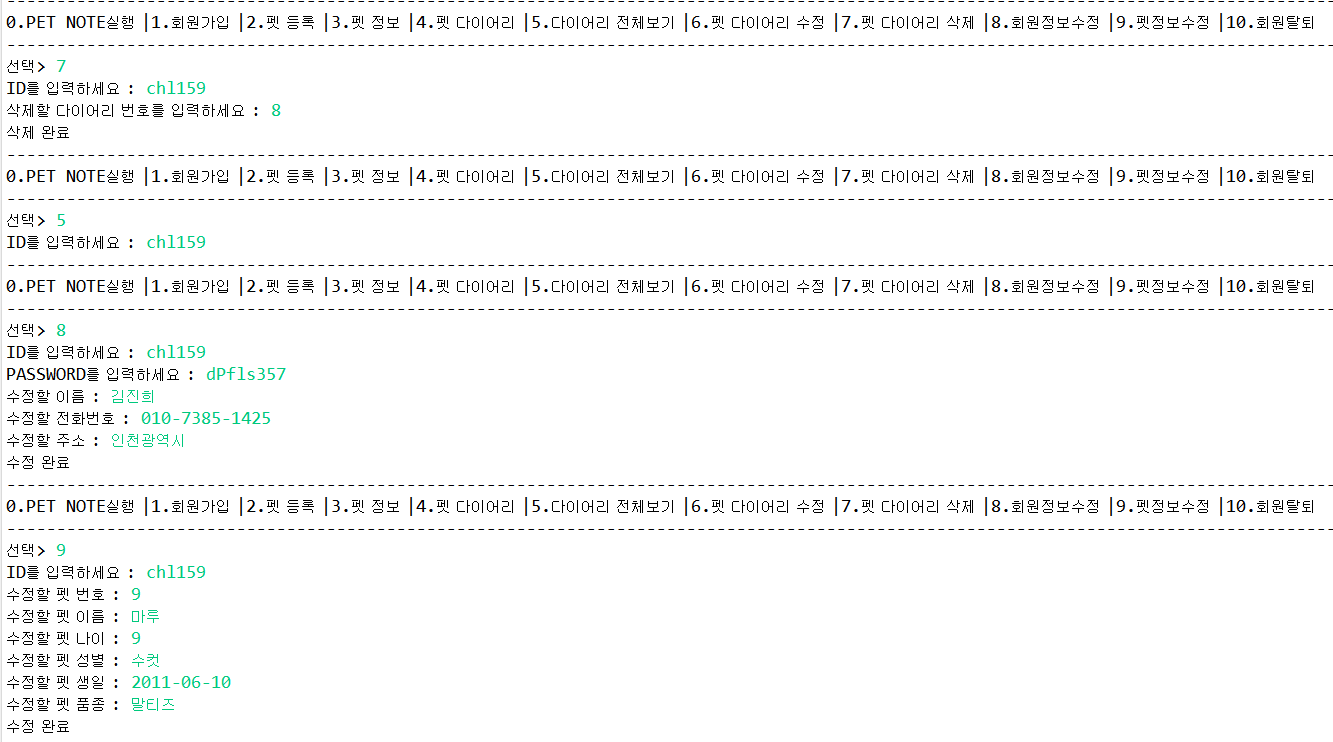 0.PET NOTE실행 |1.회원가입 |2.펫 등록 |3.펫 정보 |4.펫 다이어리 |5.다이어리 전체보기 |6.펫 다이어리 수정 |7.펫 다이어리 삭제 |8.회원정보수정 |9.펫정보수정 |10.회원탈퇴
선택> 7
ID를 입력하세요 : chl159
삭제할 다이어리 번호를 입력하세요 : 8
삭제 완료
0.PET NOTE실행 |1.회원가입 |2.펫 등록 |3.펫 정보 |4.펫 다이어리 |5.다이어리 전체보기 |6.펫 다이어리 수정 |7.펫 다이어리 삭제 |8.회원정보수정 |9.펫정보수정 |10.회원탈퇴
선택> 5
ID를 입력하세요 : chl159
0.PET NOTE실행 |1.회원가입 |2.펫 등록 |3.펫 정보 |4.펫 다이어리 |5.다이어리 전체보기 |6.펫 다이어리 수정 |7.펫 다이어리 삭제 |8.회원정보수정 |9.펫정보수정 |10.회원탈퇴
선택> 8
ID를 입력하세요 : chl159
PASSWORD를 입력하세요 : dPfls357
수정할 이름 : 김진희
수정할 전화번호 : 010-7385-1425
수정할 주소 : 인천광역시
수정 완료
0.PET NOTE실행 |1.회원가입 |2.펫 등록 |3.펫 정보 |4.펫 다이어리 |5.다이어리 전체보기 |6.펫 다이어리 수정 |7.펫 다이어리 삭제 |8.회원정보수정 |9.펫정보수정 |10.회원탈퇴
선택> 9
ID를 입력하세요 : chl159
수정할 펫 번호 : 9
수정할 펫 이름 : 마루
수정할 펫 나이 : 9
수정할 펫 성별 : 수컷
수정할 펫 생일 : 2011-06-10
수정할 펫 품종 : 말티즈
수정 완료